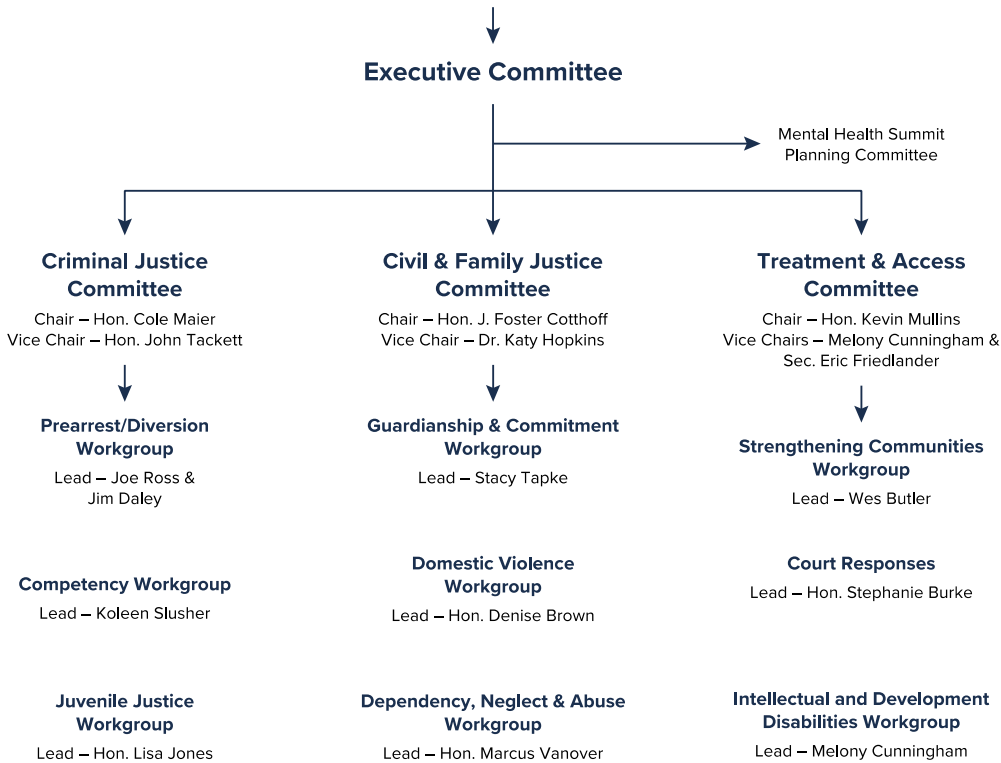 Executive Committee
Mental Health Summit
Planning Committee
Criminal Justice
Committee
Chair – Hon. Cole Maier
Vice Chair – Hon. John Tackett
Civil & Family Justice
Committee
Chair – Hon. J. Foster Cotthoff
Vice Chair – Dr. Katy Hopkins
Treatment & Access
Committee
Chair – Hon. Kevin Mullins
Vice Chairs – Melony Cunningham &
Sec. Eric Friedlander
Prearrest/Diversion
Workgroup
Lead – Joe Ross &
Jim Daley
Guardianship & Commitment
Workgroup
Lead – Stacy Tapke
Strengthening Communities
Workgroup
Lead – Wes Butler
Competency Workgroup
Lead – Koleen Slusher
Domestic Violence
Workgroup
Lead – Hon. Denise Brown
Court Responses
Lead – Hon. Stephanie Burke
Juvenile Justice
Workgroup
Lead – Hon. Lisa Jones
Dependency, Neglect & Abuse
Workgroup
Lead – Hon. Marcus Vanover
Intellectual and Development
Disabilities Workgroup
Lead – Melony Cunningham